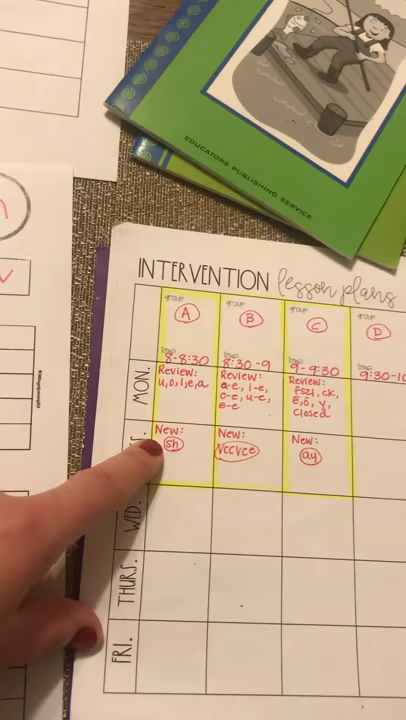 EDUCATORS PUBLISHING SERVICE
INTERVENTION lesson plans
group A
group B
group C
group D
time 8-8:30
time 8:30-9
time 9-9:30
9:30-10
MON.
Review:
u,o,i,e,a
Review:
a-e, i-e,
o-e, u-e,
e-e
Review:
fszl, ck,
closed
New:
sh
New:
vccvce
New:
ay
WED.
THURS.
FRI.